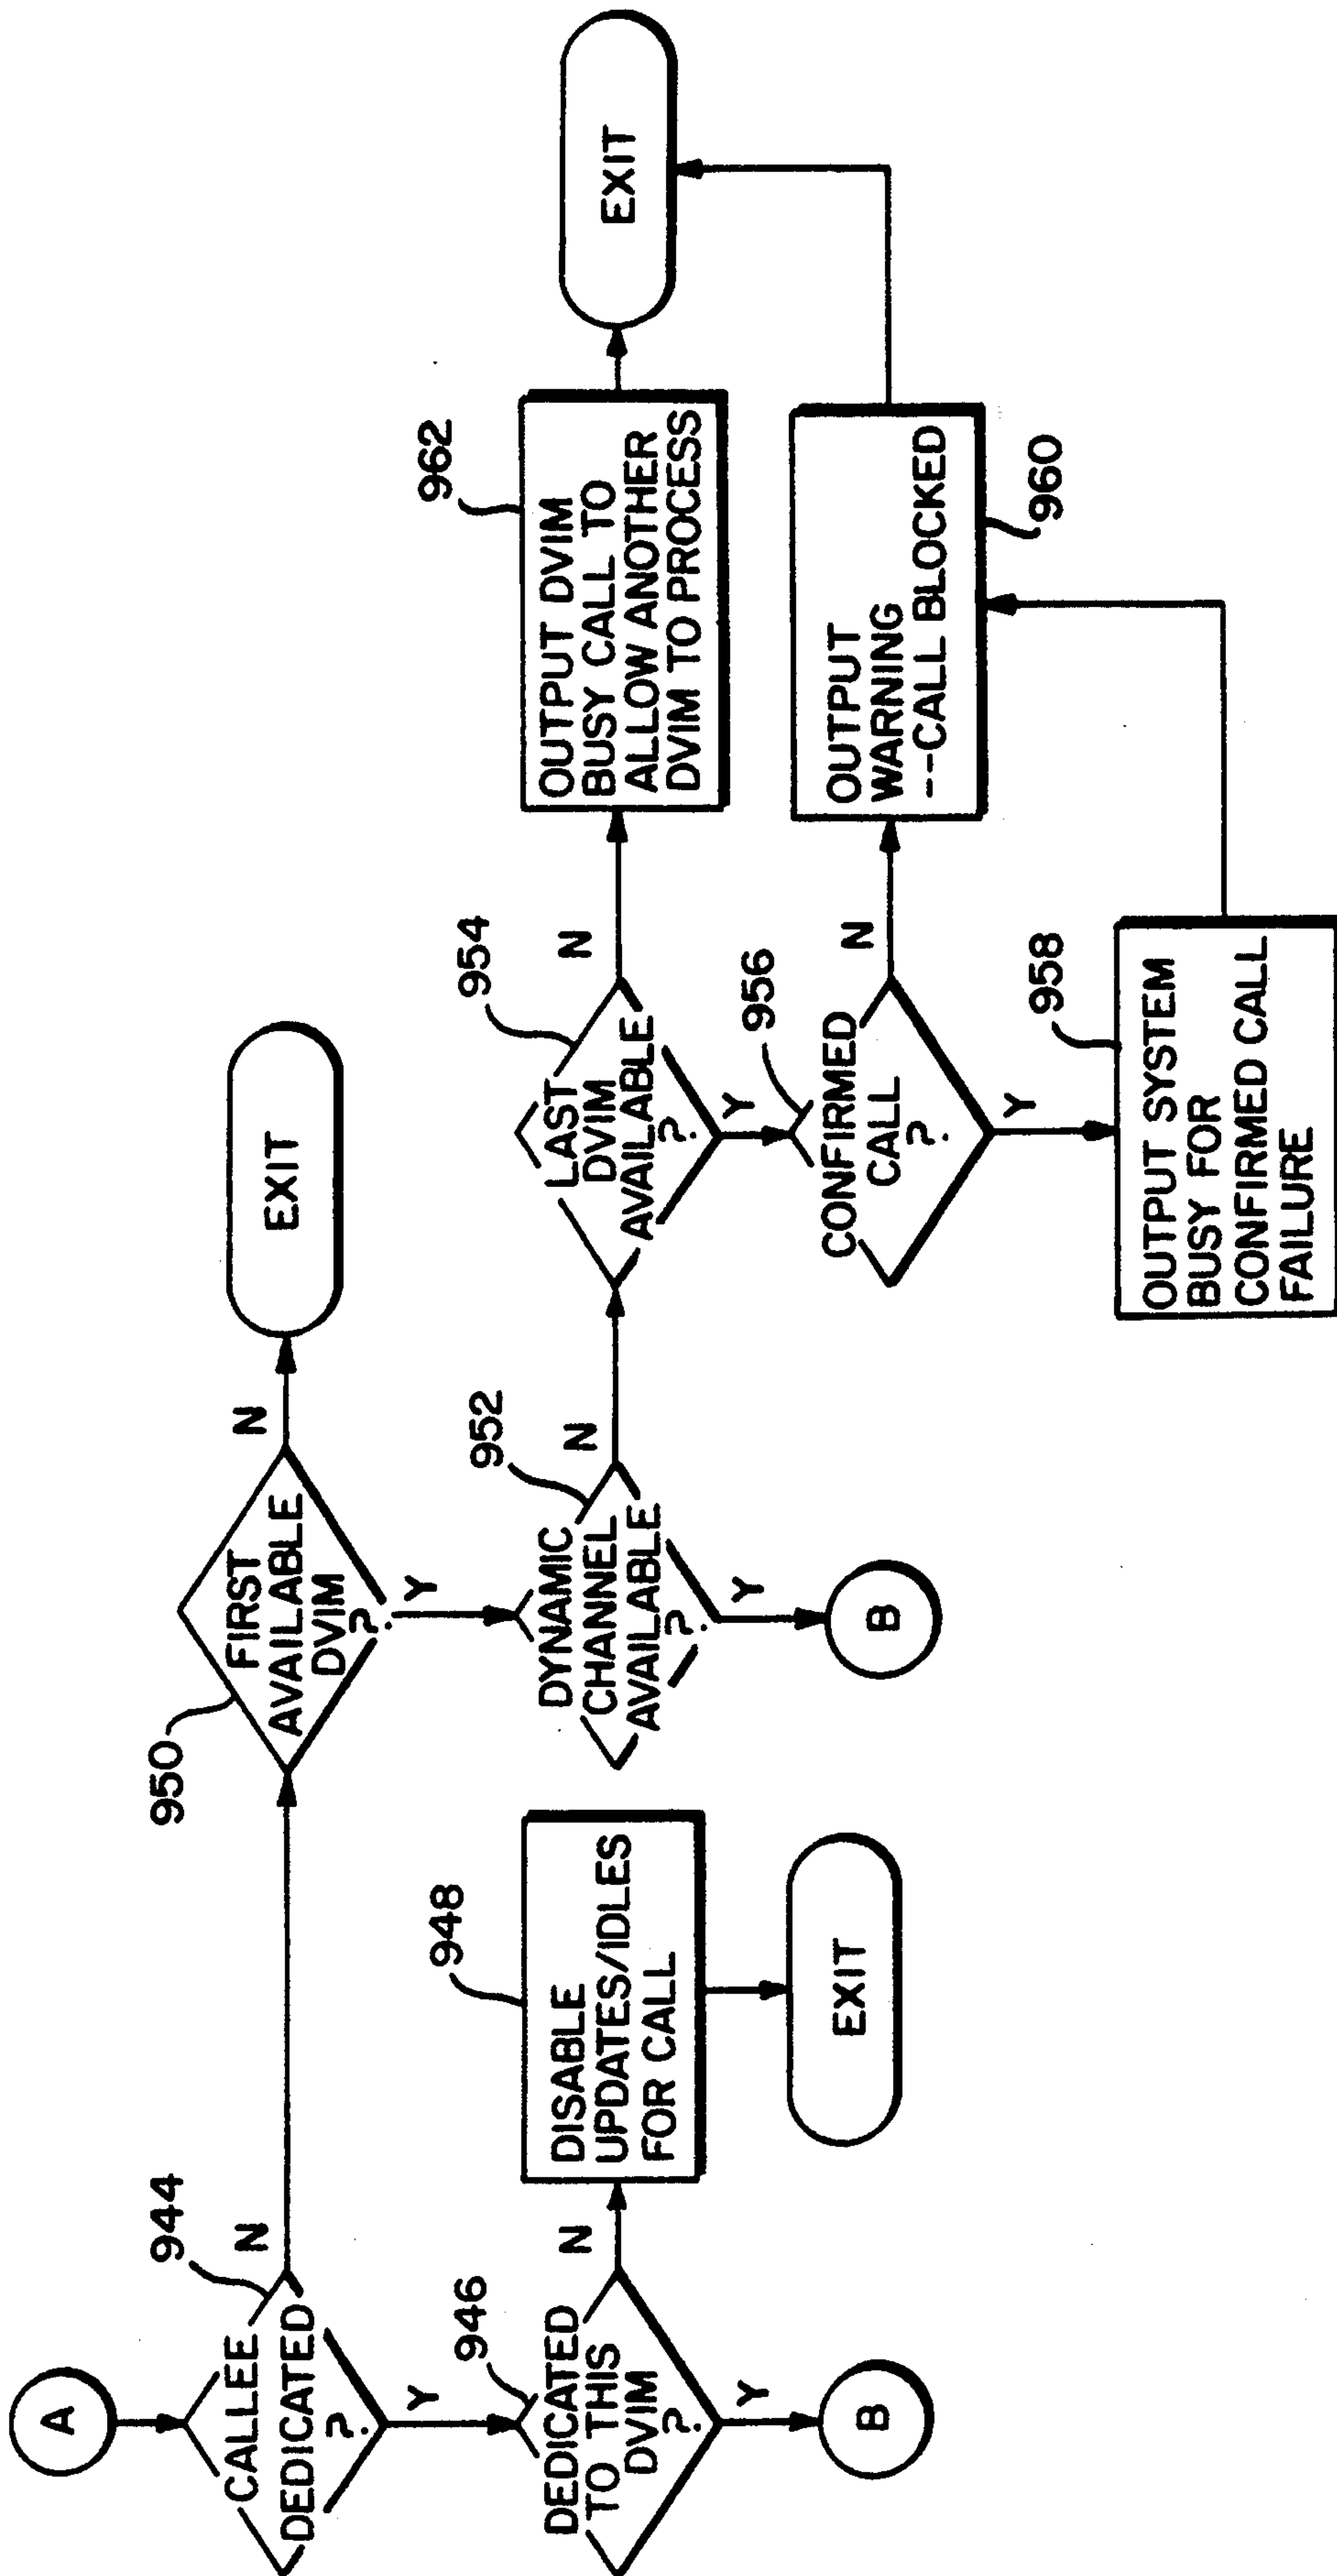 A
944
CALLEE
DEDICATED
?
N
Y
950
FIRST
AVAILABLE
DVIM
?
N
Y
EXIT
946
DEDICATED
TO THIS
DVIM
?
N
Y
B
948
DISABLE
UPDATES/IDLES
FOR CALL
EXIT
952
DYNAMIC
CHANNEL
AVAILABLE
?
N
Y
B
954
LAST
DVIM
AVAILABLE
?
N
Y
962
OUTPUT DVIM
BUSY CALL TO
ALLOW ANOTHER
DVIM TO PROCESS
EXIT
956
CONFIRMED
CALL
?
N
Y
OUTPUT
WARNING
--CALL BLOCKED
960
958
OUTPUT SYSTEM
BUSY FOR
CONFIRMED CALL
FAILURE